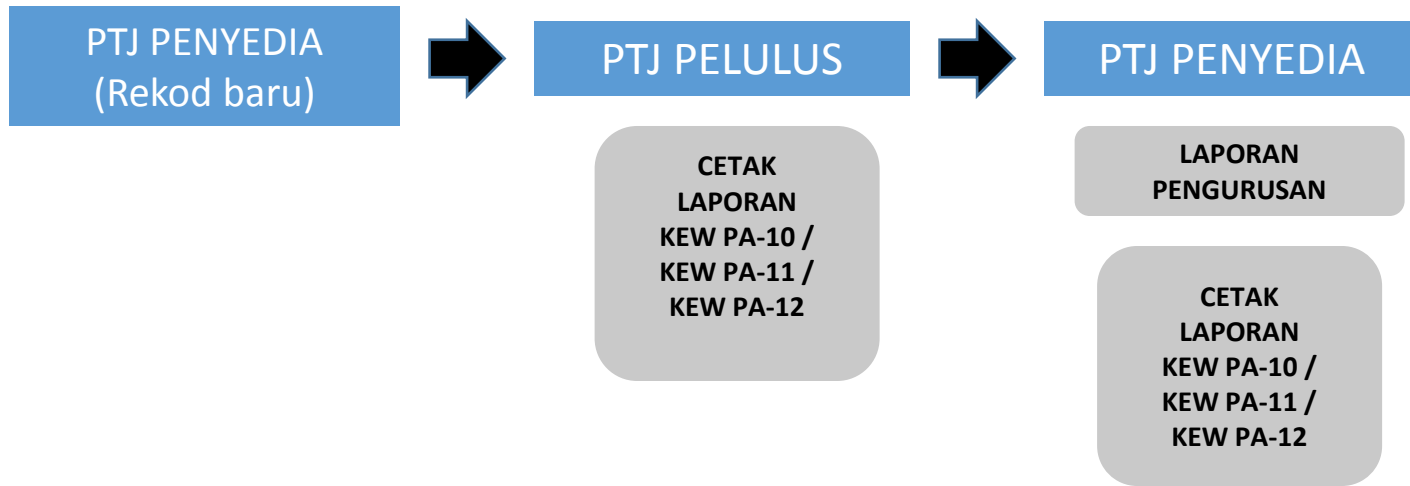 PTJ PENYEDIA
(Rekod baru)
PTJ PELULUS
CETAK
LAPORAN
KEW PA-10 /
KEW PA-11 /
KEW PA-12
PTJ PENYEDIA
LAPORAN
PENGURUSAN
CETAK
LAPORAN
KEW PA-10 /
KEW PA-11 /
KEW PA-12